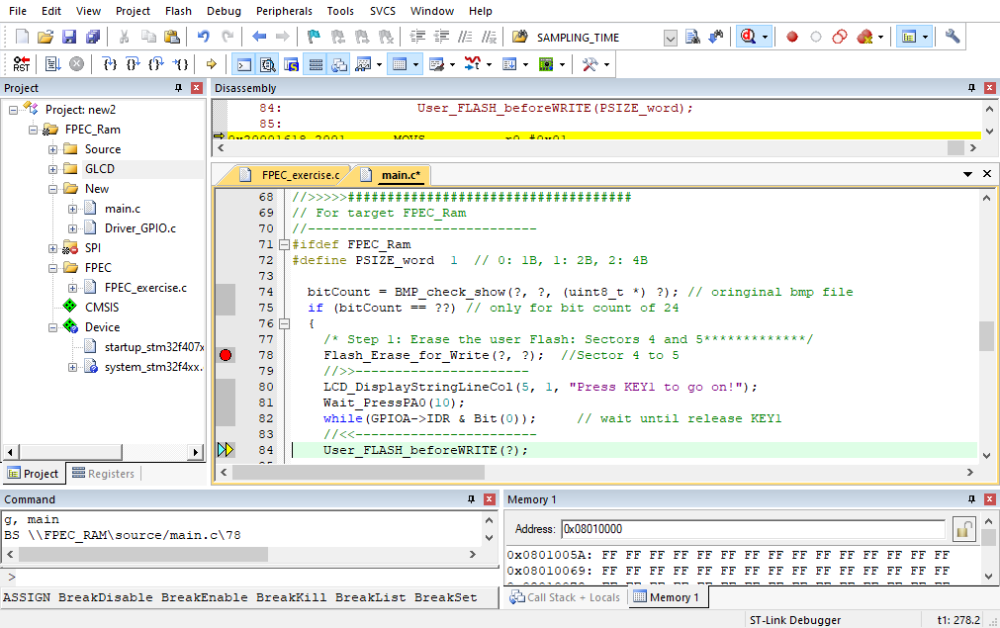 File Edit View Project Flash Debug Peripherals Tools SVCS Window Help
SAMPLING_TIME
RST
Project
Project: new2
FPEC_Ram
Source
GLCD
New
main.c
Driver_GPIO.c
SPI
FPEC
FPEC_exercise.c
CMSIS
Device
startup_stm32f407x
system_stm32f4xx.
Project Registers
Disassembly
84: User_FLASH_beforeWRITE(PSIZE_word);
85:
0x20001618 2001 MOVS r0,#0x01
FPEC_exercise.c main.c*
68 //>>>>>####################################
69 // For target FPEC_Ram
70 //-----------------------------
71 #ifdef FPEC_Ram
72 #define PSIZE_word 1 // 0: 1B, 1: 2B, 2: 4B
73
74 bitCount = BMP_check_show(?, ?, (uint8_t *) ?); // oringinal bmp file
75 if (bitCount == ??) // only for bit count of 24
76 {
77 /* Step 1: Erase the user Flash: Sectors 4 and 5*************/
78 Flash_Erase_for_Write(?, ?); //Sector 4 to 5
79 //>>----------------------
80 LCD_DisplayStringLineCol(5, 1, "Press KEY1 to go on!");
81 Wait_PressPA0(10);
82 while(GPIOA->IDR & Bit(0)); // wait until release KEY1
83 //<<-----------------------
84 User_FLASH_beforeWRITE(?);
Command
g, main
BS \\FPEC_RAM\source/main.c\78
>
ASSIGN BreakDisable BreakEnable BreakKill BreakList BreakSet
Memory 1
Address: 0x08010000
0x0801005A: FF FF FF FF FF FF FF FF FF FF FF FF FF FF FF
0x08010069: FF FF FF FF FF FF FF FF FF FF FF FF FF FF FF
Call Stack + Locals Memory 1
ST-Link Debugger t1: 278.2